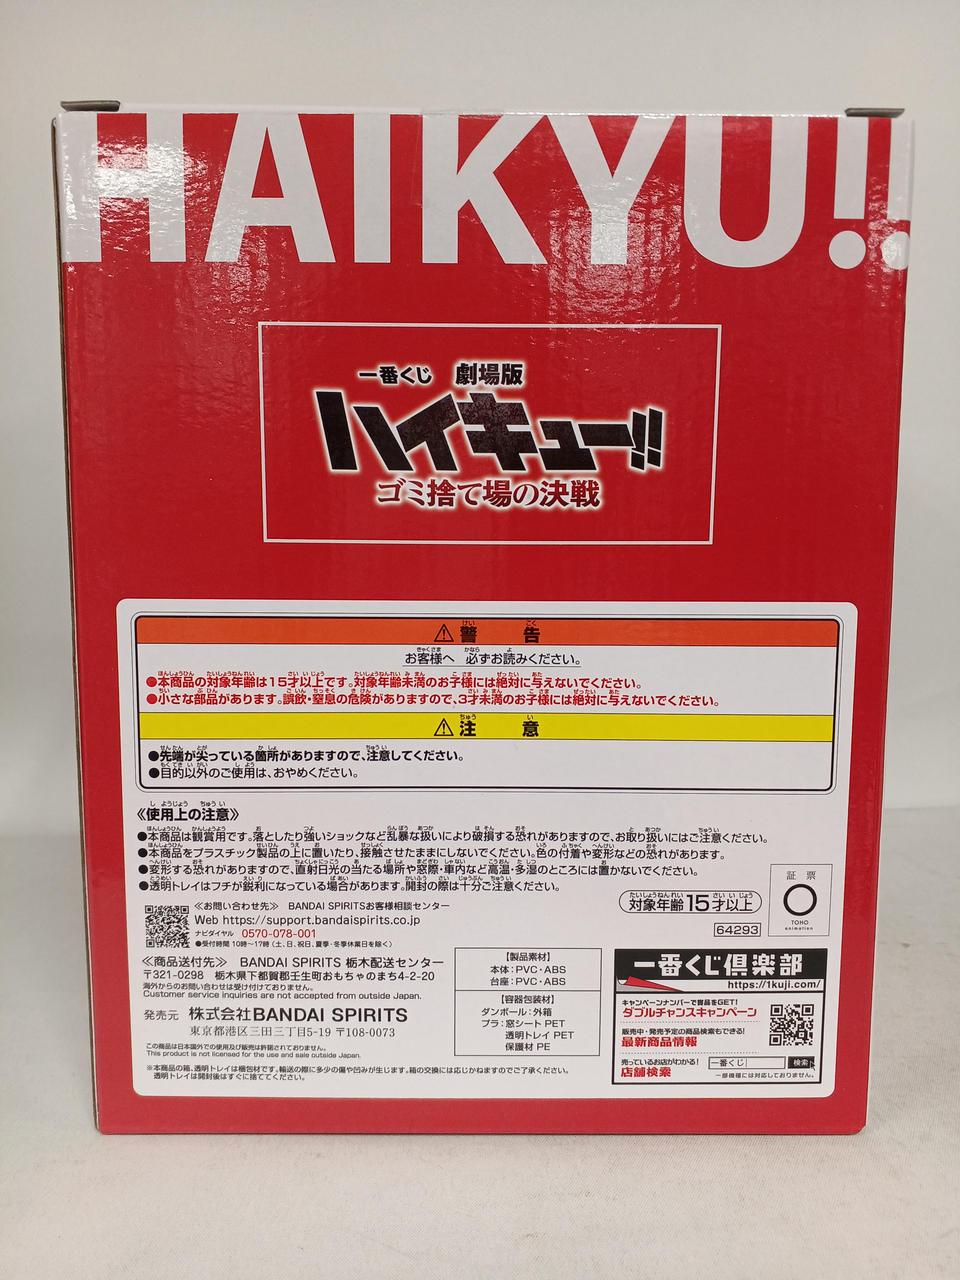 HAIKYU!!
一番くじ 劇場版
ハイキュー!!
ゴミ捨て場の決戦
⚠警告
お客様へ 必ずお読みください。
●本商品の対象年齢は15才以上です。対象年齢未満のお子様には絶対に与えないでください。
●小さな部品があります。誤飲・窒息の危険がありますので、3才未満のお子様には絶対に与えないでください。
⚠注意
●先端が尖っている箇所がありますので、注意してください。
●目的以外のご使用は、おやめください。
《使用上の注意》
●本商品は観賞用です。落としたり強いショックなど乱暴な扱いにより破損する恐れがありますので、お取り扱いにはご注意ください。
●本商品をプラスチック製品の上に置いたり、接触させたままにしないでください。色の付着や変形などの恐れがあります。
●変形する恐れがありますので、直射日光の当たる場所や窓際・車内など高温・多湿のところには置かないでください。
●透明トレイはフチが鋭利になっている場合があります。開封の際は十分ご注意ください。
≪お問い合わせ先≫ BANDAI SPIRITSお客様相談センター
Web https://support.bandaispirits.co.jp
ナビダイヤル 0570-078-001
●受付時間 10時～17時(土、日、祝日、夏季・冬季休業日を除く)
対象年齢15才以上
64293
証票
TOHO
animation
≪商品送付先≫ BANDAI SPIRITS 栃木配送センター
〒321-0298 栃木県下都賀郡壬生町おもちゃのまち4-2-20
海外からのお問い合わせは受け付けておりません。
Customer service inquiries are not accepted from outside Japan.
発売元 株式会社BANDAI SPIRITS
東京都港区三田三丁目5-19 〒108-0073
この商品は日本国外での使用及び販売は許諾されておりません。
This product is not licensed for the use and sale outside Japan.
※本商品の箱、透明トレイは梱包材です。輸送の際に多少の傷や凹みが生じます。箱の交換には応じかねますのでご了承ください。
透明トレイは開封後はすぐに捨ててください。
【製品素材】
本体:PVC・ABS
台座:PVC・ABS
【容器包装材】
ダンボール:外箱
プラ:窓シート PET
透明トレイ PET
保護材 PE
一番くじ倶楽部
https://1kuji.com/
キャンペーンナンバーで賞品をGET!
ダブルチャンスキャンペーン
販売中・発売予定の商品検索もできる!
最新商品情報
売っているお店がわかる!
店舗検索
一番くじ 検索
一部機種には対応しておりません。